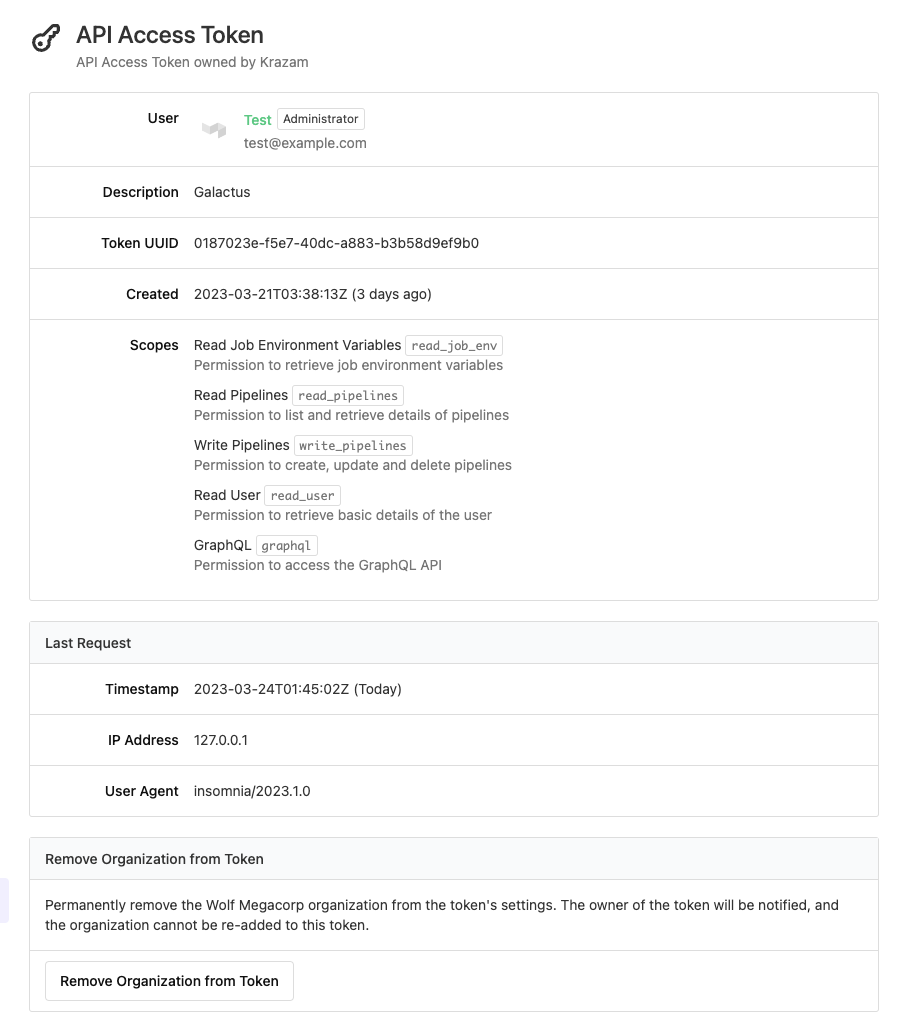 API Access Token
API Access Token owned by Krazam
User
Test Administrator
test@example.com
Description Galactus
Token UUID 0187023e-f5e7-40dc-a883-b3b58d9ef9b0
Created 2023-03-21T03:38:13Z (3 days ago)
Scopes Read Job Environment Variables read_job_env
Permission to retrieve job environment variables
Read Pipelines read_pipelines
Permission to list and retrieve details of pipelines
Write Pipelines write_pipelines
Permission to create, update and delete pipelines
Read User read_user
Permission to retrieve basic details of the user
GraphQL graphql
Permission to access the GraphQL API
Last Request
Timestamp 2023-03-24T01:45:02Z (Today)
IP Address 127.0.0.1
User Agent insomnia/2023.1.0
Remove Organization from Token
Permanently remove the Wolf Megacorp organization from the token's settings. The owner of the token will be notified, and
the organization cannot be re-added to this token.
Remove Organization from Token